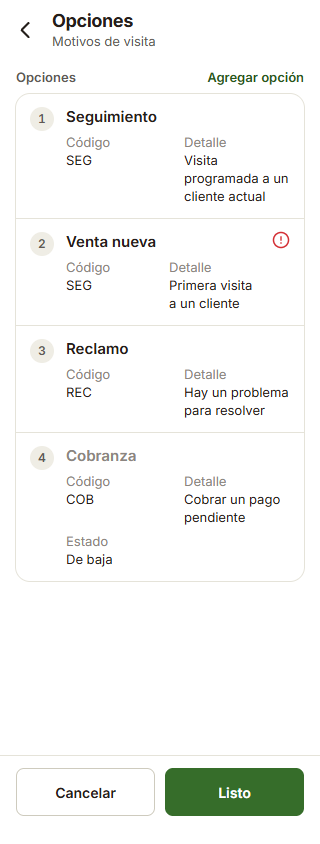 Opciones
Motivos de visita
Opciones
Agregar opción
1
Seguimiento
Código
Detalle
SEG
Visita
programada a un
cliente actual
2
Venta nueva
Código
Detalle
SEG
Primera visita
a un cliente
3
Reclamo
Código
Detalle
REC
Hay un problema
para resolver
4
Cobranza
Código
Detalle
COB
Cobrar un pago
pendiente
Estado
De baja
Cancelar
Listo